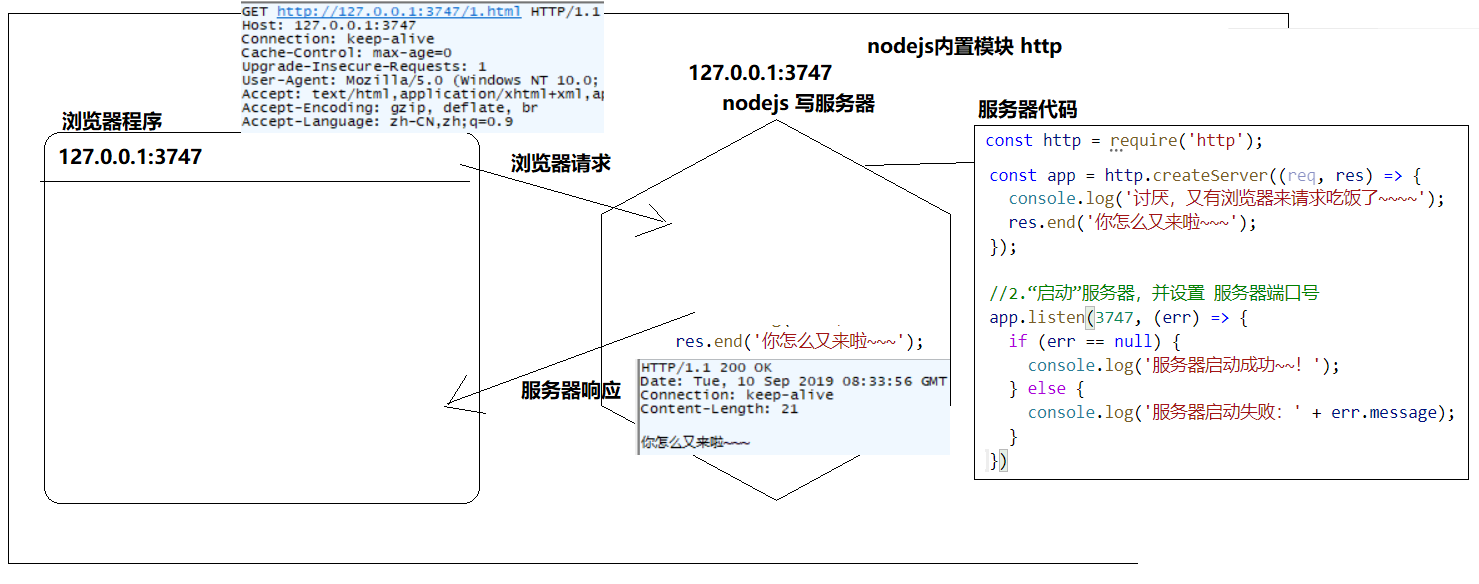 GET http://127.0.0.1:3747/1.html HTTP/1.1
Host: 127.0.0.1:3747
Connection: keep-alive
Cache-Control: max-age=0
Upgrade-Insecure-Requests: 1
User-Agent: Mozilla/5.0 (Windows NT 10.0;
Accept: text/html,application/xhtml+xml,ap
Accept-Encoding: gzip, deflate, br
Accept-Language: zh-CN,zh;q=0.9
浏览器程序
127.0.0.1:3747
浏览器请求
服务器响应
nodejs内置模块 http
127.0.0.1:3747
nodejs 写服务器
res.end('你怎么又来啦~~~');
HTTP/1.1 200 OK
Date: Tue, 10 Sep 2019 08:33:56 GMT
Connection: keep-alive
Content-Length: 21
你怎么又来啦~~~
服务器代码
const http = require('http');
const app = http.createServer((req, res) => {
console.log('讨厌，又有浏览器来请求吃饭了~~~~');
res.end('你怎么又来啦~~~');
});
//2.“启动”服务器，并设置 服务器端口号
app.listen(3747, (err) => {
if (err == null) {
console.log('服务器启动成功~~！');
} else {
console.log('服务器启动失败：' + err.message);
}
})